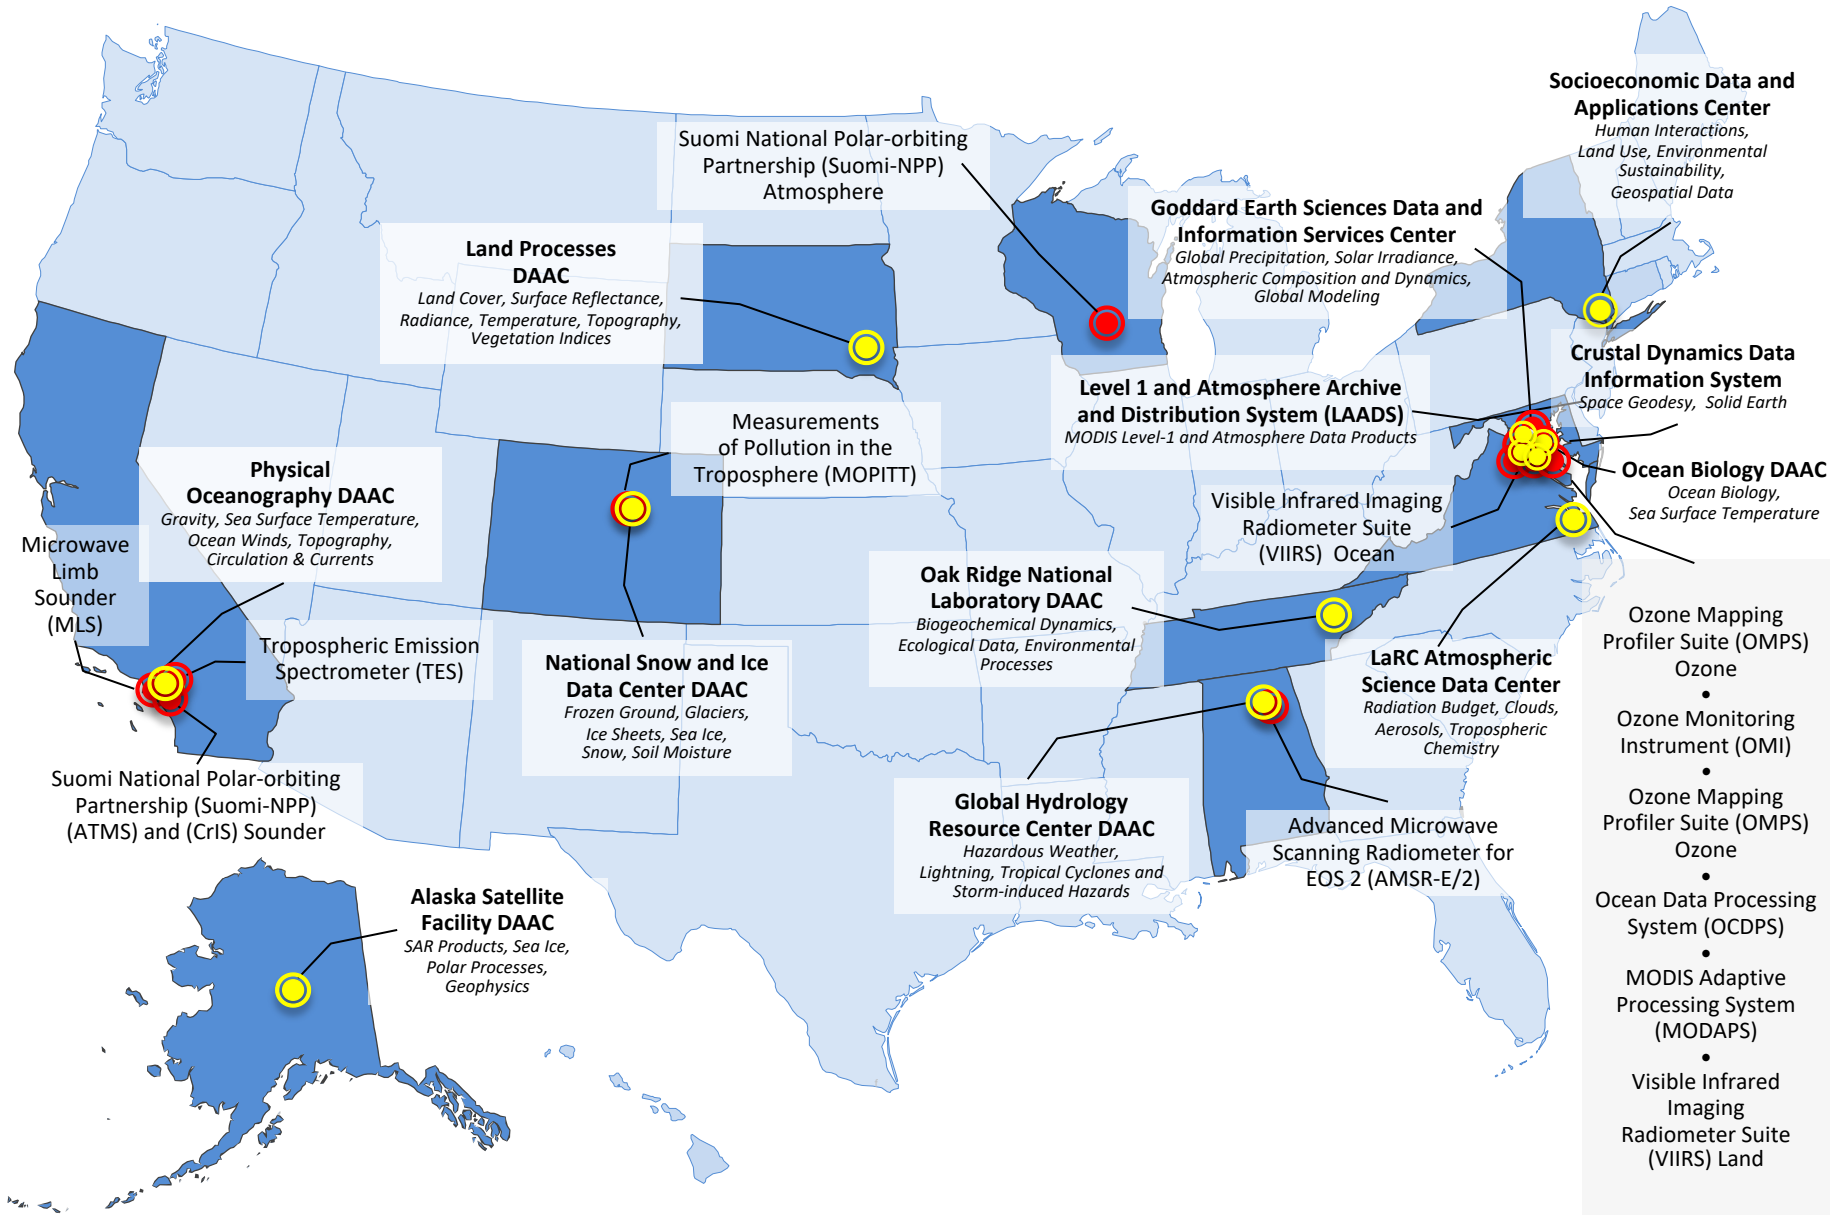 Socioeconomic Data and
Applications Center
Human Interactions,
Land Use, Environmental
Sustainability,
Geospatial Data
Suomi National Polar-orbiting
Partnership (Suomi-NPP)
Atmosphere
Goddard Earth Sciences Data and
Information Services Center
Global Precipitation, Solar Irradiance,
Atmospheric Composition and Dynamics,
Global Modeling
Land Processes
DAAC
Land Cover, Surface Reflectance,
Radiance, Temperature, Topography,
Vegetation Indices
Crustal Dynamics Data
Information System
Space Geodesy, Solid Earth
Level 1 and Atmosphere Archive
and Distribution System (LAADS)
MODIS Level-1 and Atmosphere Data Products
Measurements
of Pollution in the
Troposphere (MOPITT)
Physical
Oceanography DAAC
Gravity, Sea Surface Temperature,
Ocean Winds, Topography,
Circulation & Currents
Ocean Biology DAAC
Ocean Biology,
Sea Surface Temperature
Visible Infrared Imaging
Radiometer Suite
(VIIRS) Ocean
Microwave
Limb
Sounder
(MLS)
Oak Ridge National
Laboratory DAAC
Biogeochemical Dynamics,
Ecological Data, Environmental
Processes
Tropospheric Emission
Spectrometer (TES)
National Snow and Ice
Data Center DAAC
Frozen Ground, Glaciers,
Ice Sheets, Sea Ice,
Snow, Soil Moisture
LaRC Atmospheric
Science Data Center
Radiation Budget, Clouds,
Aerosols, Tropospheric
Chemistry
Suomi National Polar-orbiting
Partnership (Suomi-NPP)
(ATMS) and (CrIS) Sounder
Global Hydrology
Resource Center DAAC
Hazardous Weather,
Lightning, Tropical Cyclones and
Storm-induced Hazards
Advanced Microwave
Scanning Radiometer for
EOS 2 (AMSR-E/2)
Alaska Satellite
Facility DAAC
SAR Products, Sea Ice,
Polar Processes,
Geophysics
Ozone Mapping
Profiler Suite (OMPS)
Ozone
•
Ozone Monitoring
Instrument (OMI)
•
Ozone Mapping
Profiler Suite (OMPS)
Ozone
•
Ocean Data Processing
System (OCDPS)
•
MODIS Adaptive
Processing System
(MODAPS)
•
Visible Infrared
Imaging
Radiometer Suite
(VIIRS) Land